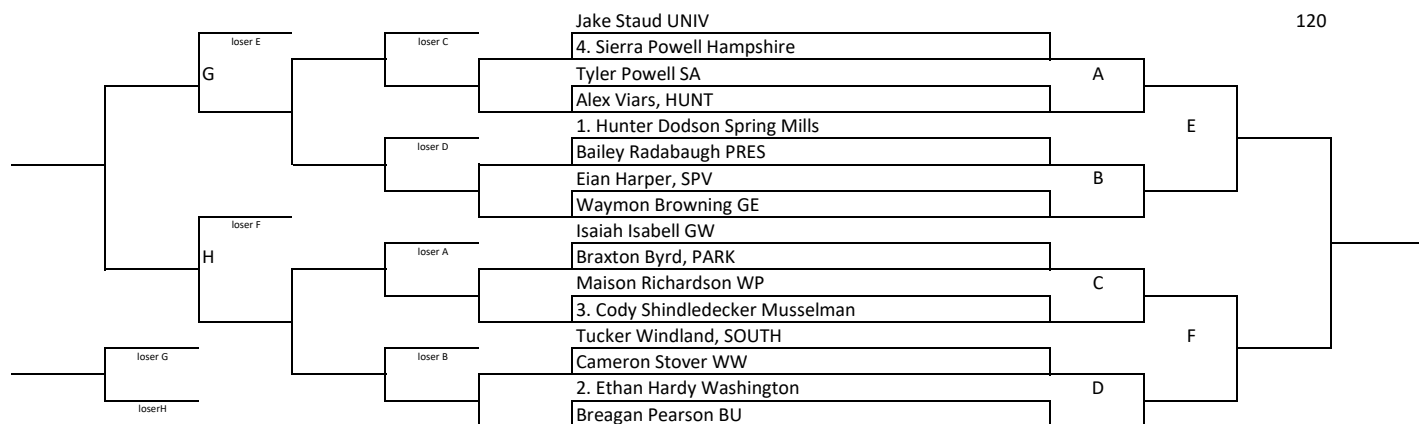 Jake Staud UNIV 120
loser E loser C 4. Sierra Powell Hampshire
G Tyler Powell SA A
Alex Viars, HUNT
1. Hunter Dodson Spring Mills E
loser D Bailey Radabaugh PRES
Eian Harper, SPV B
Waymon Browning GE
loser F Isaiah Isabell GW
H loser A Braxton Byrd, PARK
Maison Richardson WP C
3. Cody Shindledecker Musselman
Tucker Windland, SOUTH F
loser G loser B Cameron Stover WW
2. Ethan Hardy Washington D
loserH Breagan Pearson BU